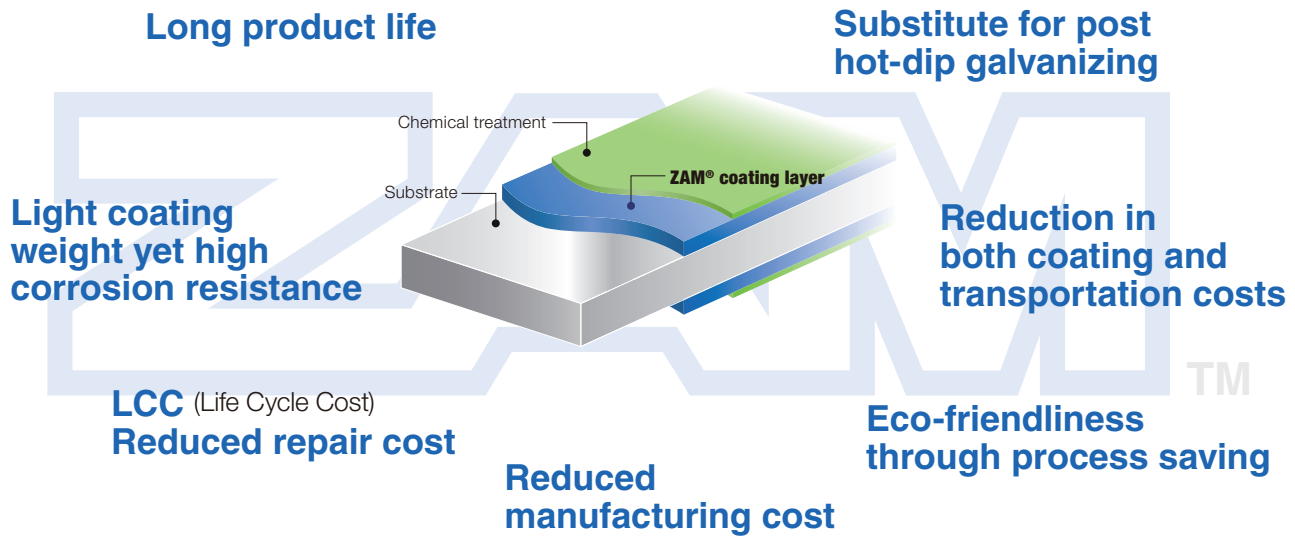 Long product life
Substitute for post
hot-dip galvanizing
Chemical treatment
ZAM® coating layer
Substrate
Light coating
weight yet high
corrosion resistance
Reduction in
both coating and
transportation costs
ZAM
TM
LCC (Life Cycle Cost)
Reduced repair cost
Eco-friendliness
through process saving
Reduced
manufacturing cost